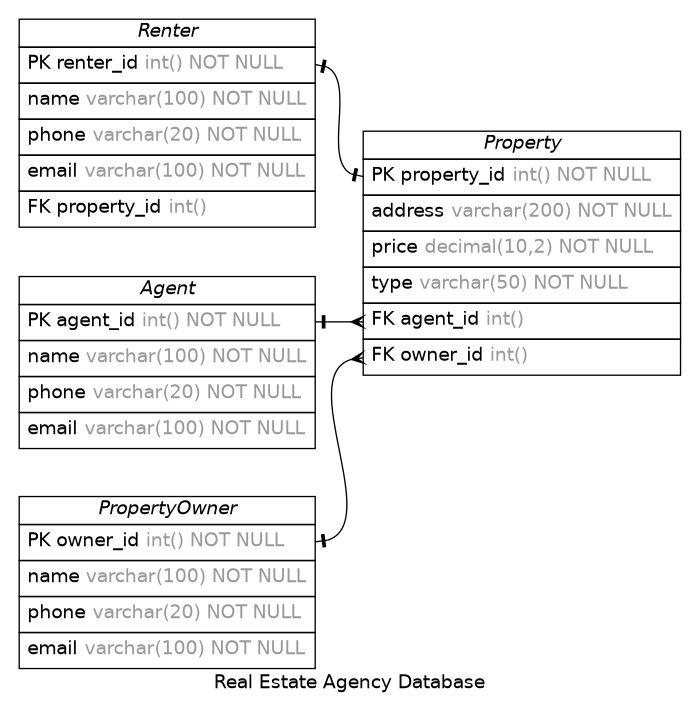 Renter
PK renter_id int() NOT NULL
name varchar(100) NOT NULL
phone varchar(20) NOT NULL
email varchar(100) NOT NULL
FK property_id int()
Property
PK property_id int() NOT NULL
address varchar(200) NOT NULL
price decimal(10,2) NOT NULL
type varchar(50) NOT NULL
FK agent_id int()
FK owner_id int()
Agent
PK agent_id int() NOT NULL
name varchar(100) NOT NULL
phone varchar(20) NOT NULL
email varchar(100) NOT NULL
PropertyOwner
PK owner_id int() NOT NULL
name varchar(100) NOT NULL
phone varchar(20) NOT NULL
email varchar(100) NOT NULL
Real Estate Agency Database